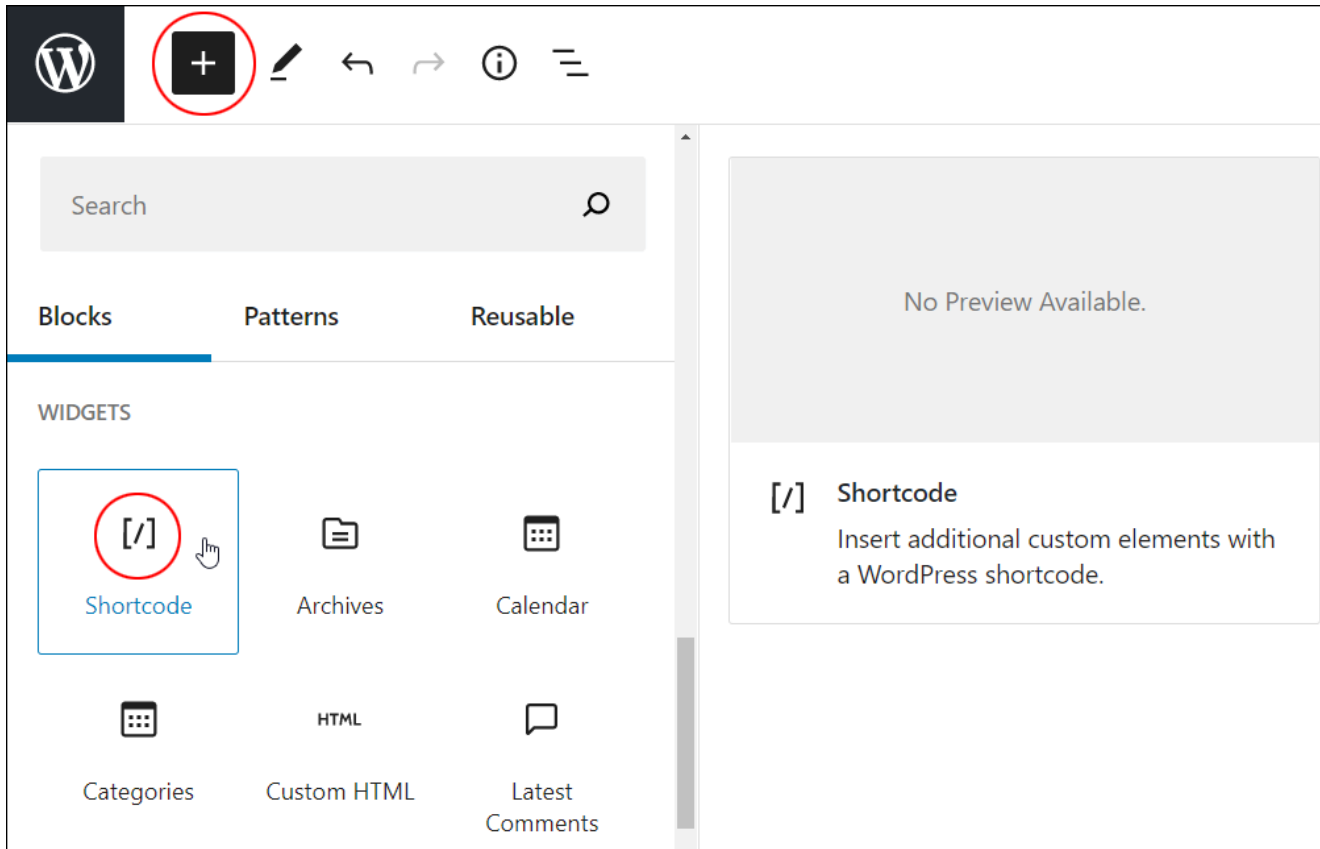 Search
Blocks
Patterns
Reusable
WIDGETS
[/]
Shortcode
Archives
Calendar
Categories
HTML
Custom HTML
Latest
Comments
No Preview Available.
[/]
Shortcode
Insert additional custom elements with
a WordPress shortcode.